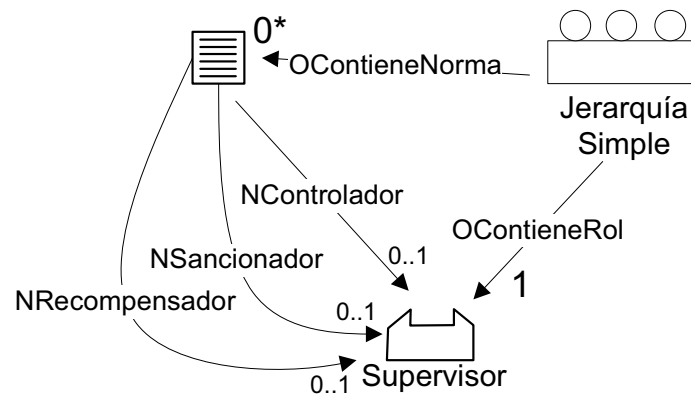 0*
OContieneNorma
Jerarquía
Simple
NControlador
OContieneRol
NSancionador
0..1
1
NRecompensador
0..1
0..1
Supervisor